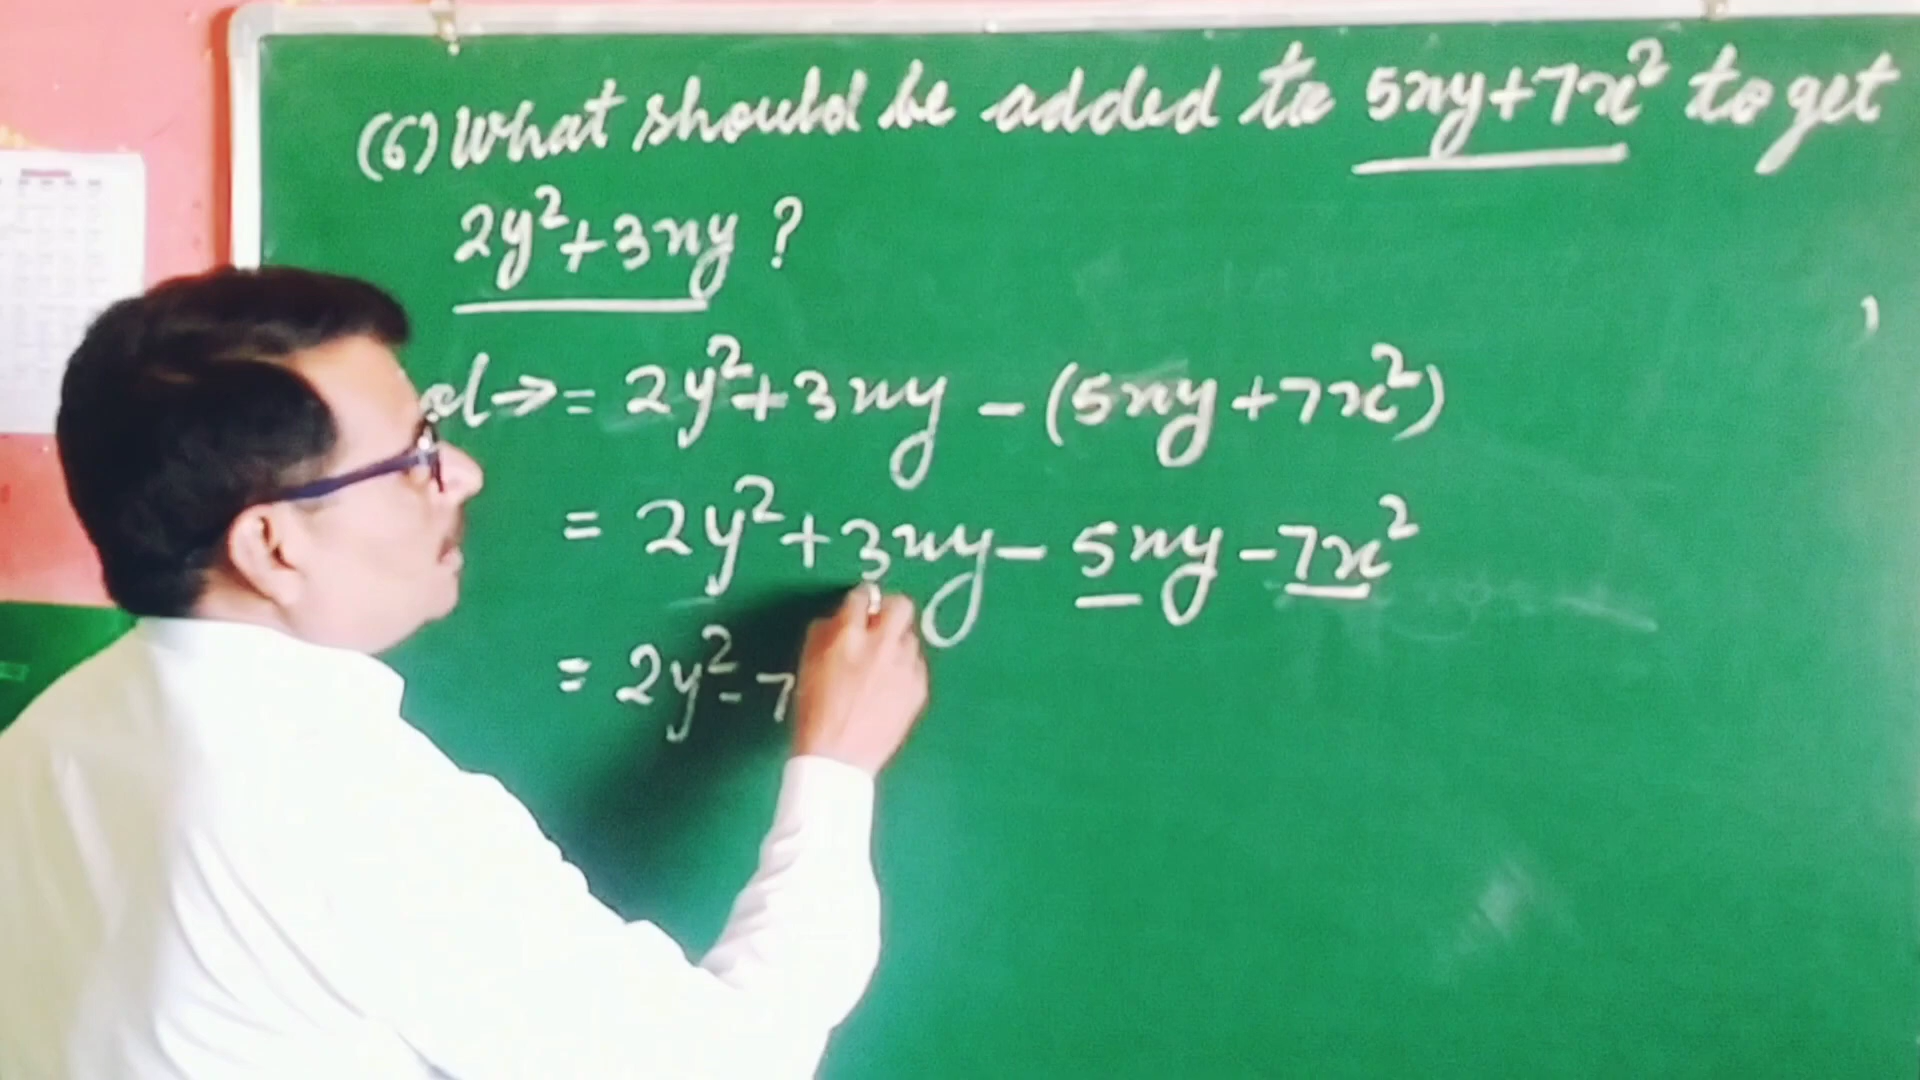 (6) What should be added to 5xy+7x² to get
2y²+3xy ?
→ = 2y²+3xy - (5xy+7x²)
= 2y²+3xy- 5xy -7x²
= 2y²-7